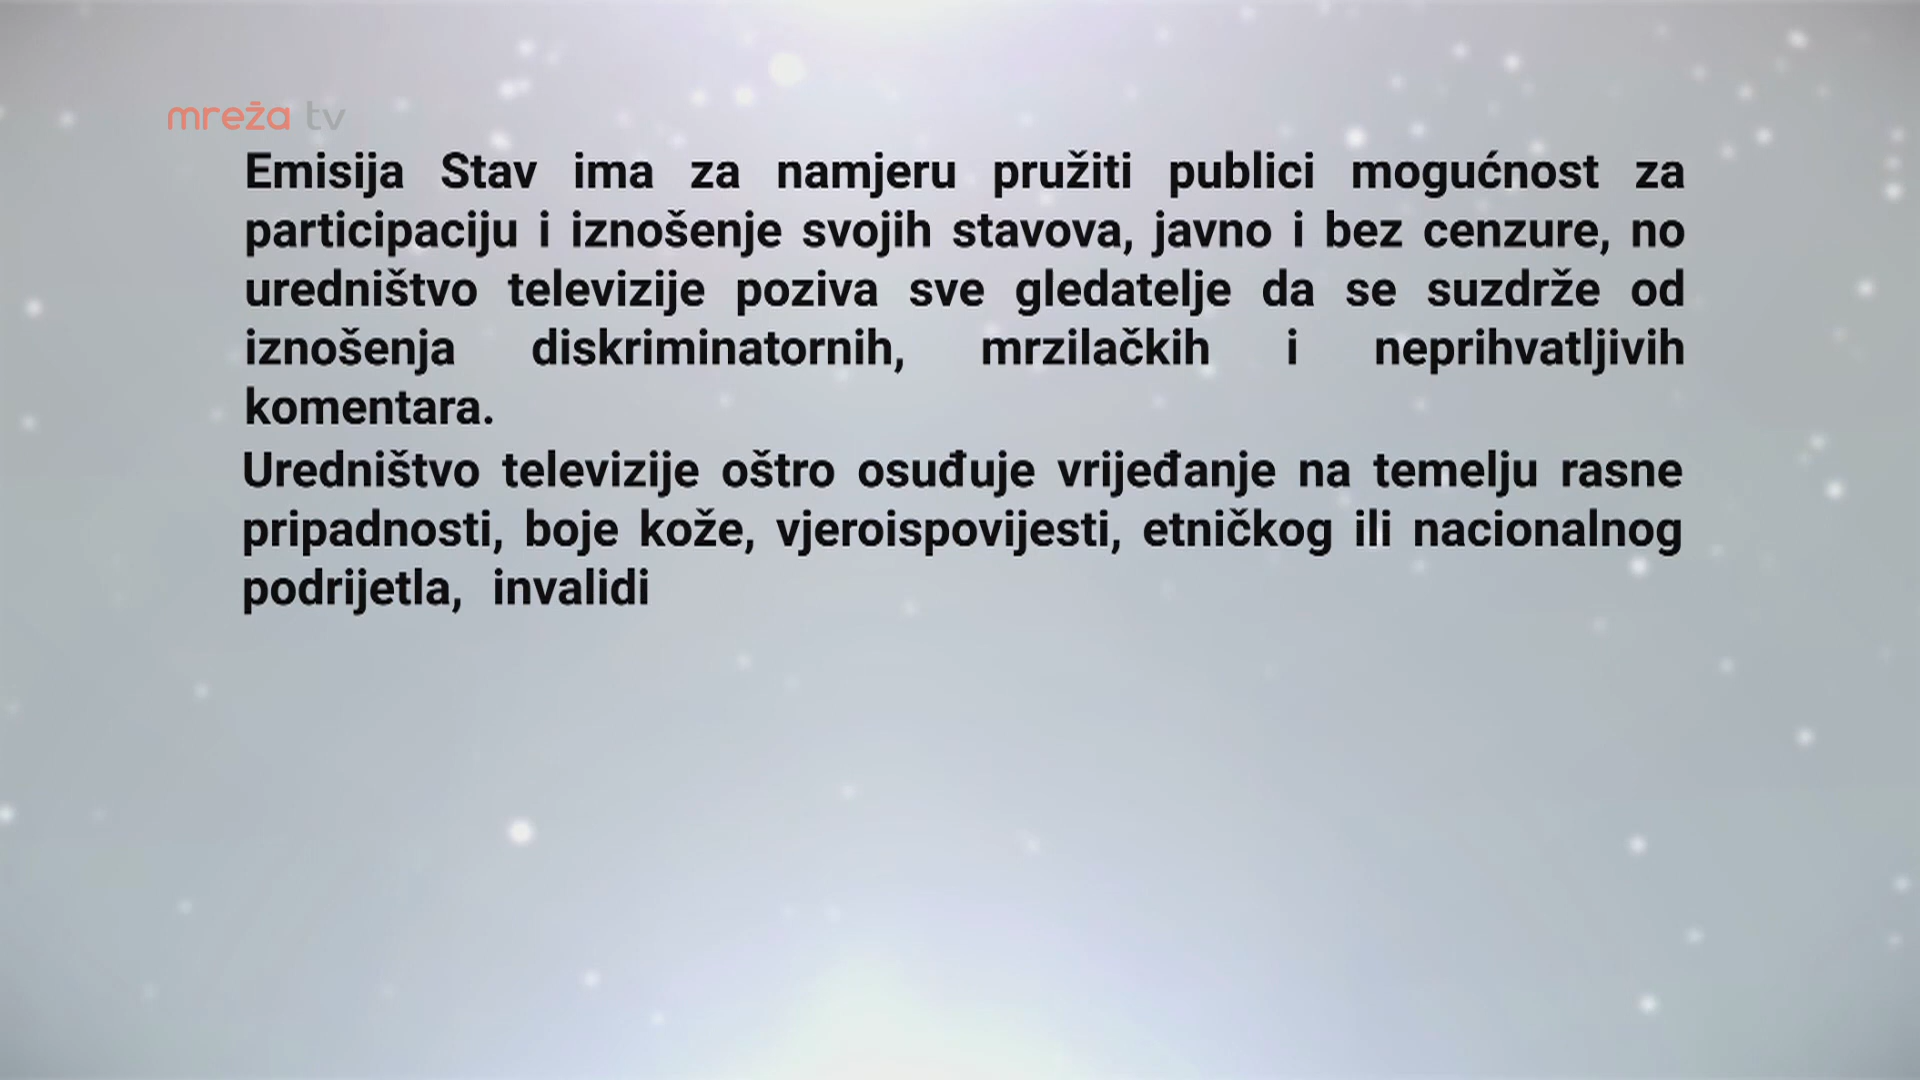 mreža tv
Emisija Stav ima za namjeru pružiti publici mogućnost za
participaciju i iznošenje svojih stavova, javno i bez cenzure, no
uredništvo televizije poziva sve gledatelje da se suzdrže od
iznošenja diskriminatornih, mrzilačkih i neprihvatljivih
komentara.
Uredništvo televizije oštro osuđuje vrijeđanje na temelju rasne
pripadnosti, boje kože, vjeroispovijesti, etničkog ili nacionalnog
podrijetla, invalidi